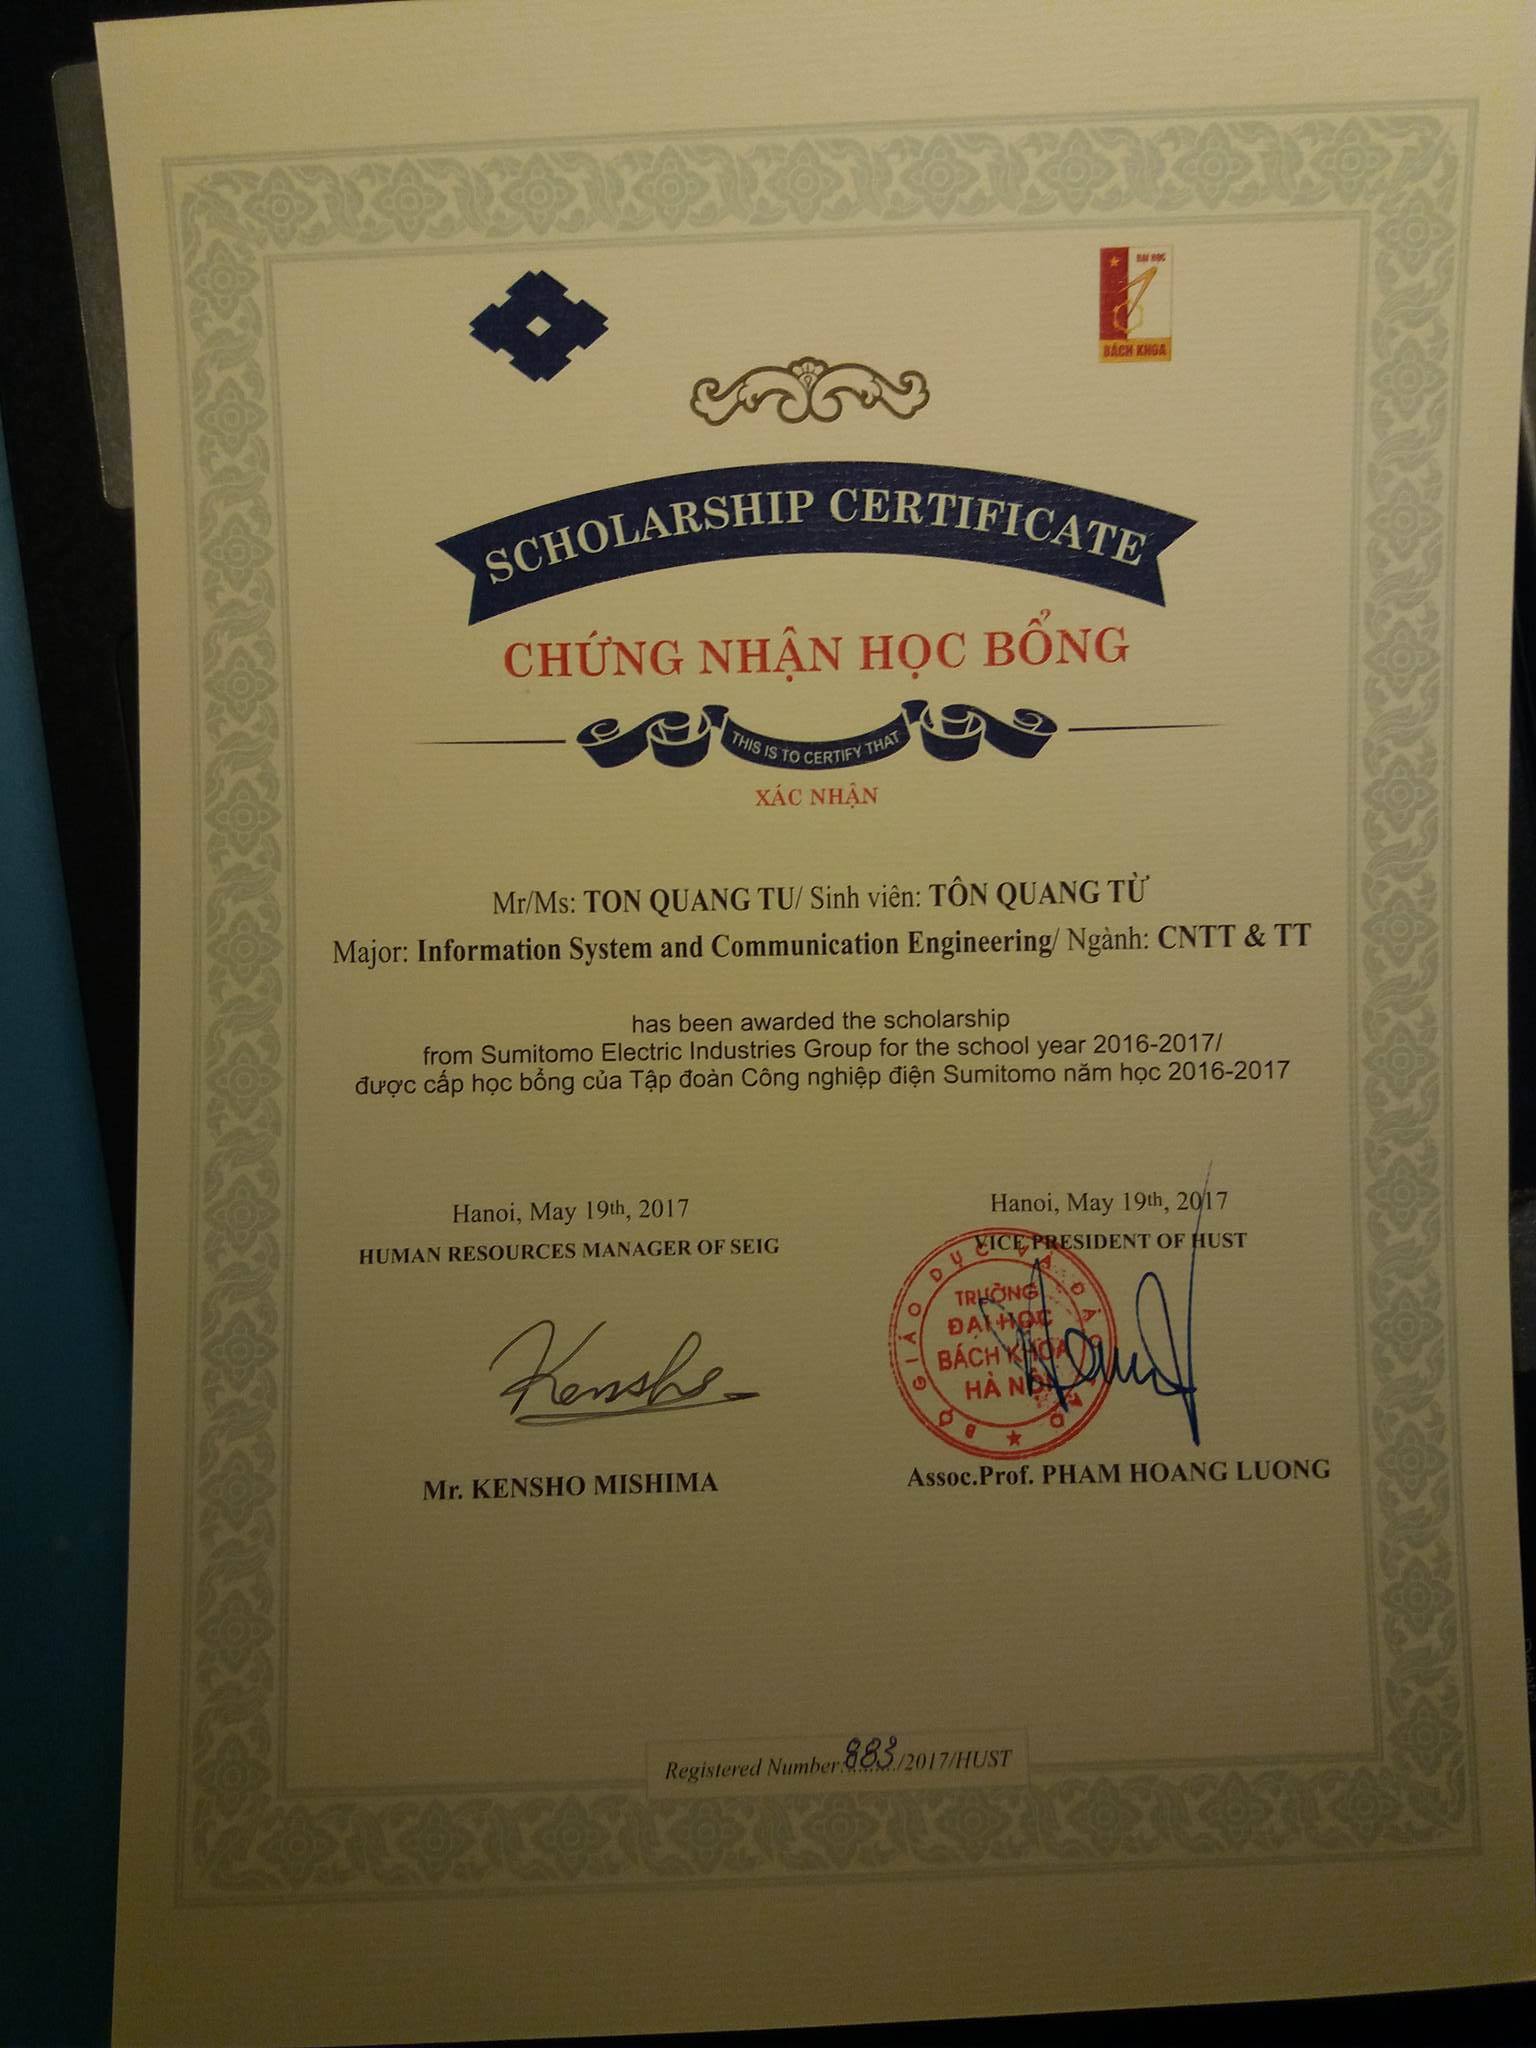 ĐẠI HỌC
BÁCH KHOA
SCHOLARSHIP CERTIFICATE
CHỨNG NHẬN HỌC BỔNG
THIS IS TO CERTIFY THAT
XÁC NHẬN
Mr/Ms: TON QUANG TU/ Sinh viên: TÔN QUANG TỪ
Major: Information System and Communication Engineering/ Ngành: CNTT & TT
has been awarded the scholarship
from Sumitomo Electric Industries Group for the school year 2016-2017/
được cấp học bổng của Tập đoàn Công nghiệp điện Sumitomo năm học 2016-2017
Hanoi, May 19th, 2017
HUMAN RESOURCES MANAGER OF SEIG
Kensho
Mr. KENSHO MISHIMA
Hanoi, May 19th, 2017
VICE PRESIDENT OF HUST
BỘ GIÁO DỤC VÀ ĐÀO TẠO
TRƯỜNG
ĐẠI HỌC
BÁCH KHOA
HÀ NỘI
Assoc.Prof. PHAM HOANG LUONG
Registered Number:883/2017/HUST